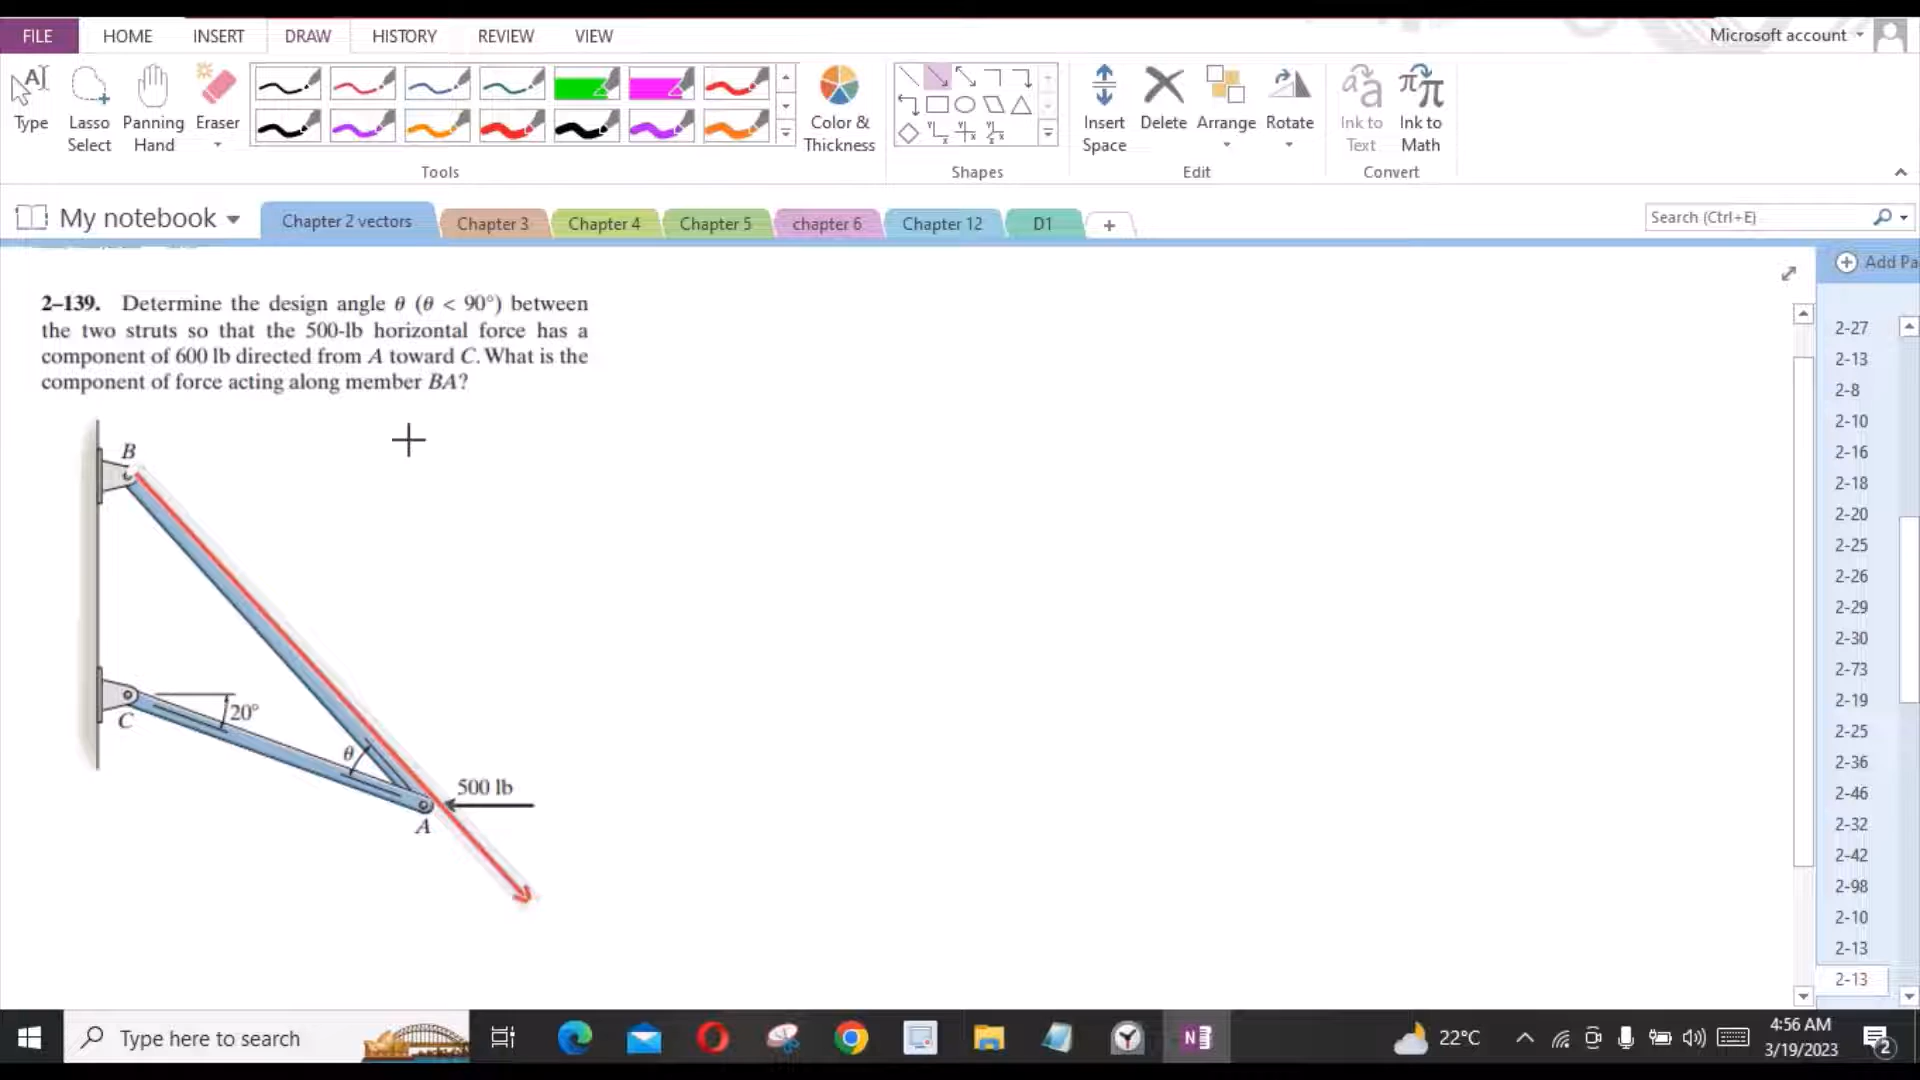 FILE HOME INSERT DRAW HISTORY REVIEW VIEW Microsoft account
Type Lasso Select Panning Hand Eraser Color & Thickness Insert Space Delete Arrange Rotate Ink to Text Ink to Math
Tools Shapes Edit Convert
My notebook Chapter 2 vectors Chapter 3 Chapter 4 Chapter 5 chapter 6 Chapter 12 D1 + Search (Ctrl+E)
Add Pa
2–139. Determine the design angle θ (θ < 90°) between
the two struts so that the 500-lb horizontal force has a
component of 600 lb directed from A toward C. What is the
component of force acting along member BA?
B
C
20°
θ
500 lb
A
2-27
2-13
2-8
2-10
2-16
2-18
2-20
2-25
2-26
2-29
2-30
2-73
2-19
2-25
2-36
2-46
2-32
2-42
2-98
2-10
2-13
2-13
Type here to search
22°C
4:56 AM
3/19/2023
2